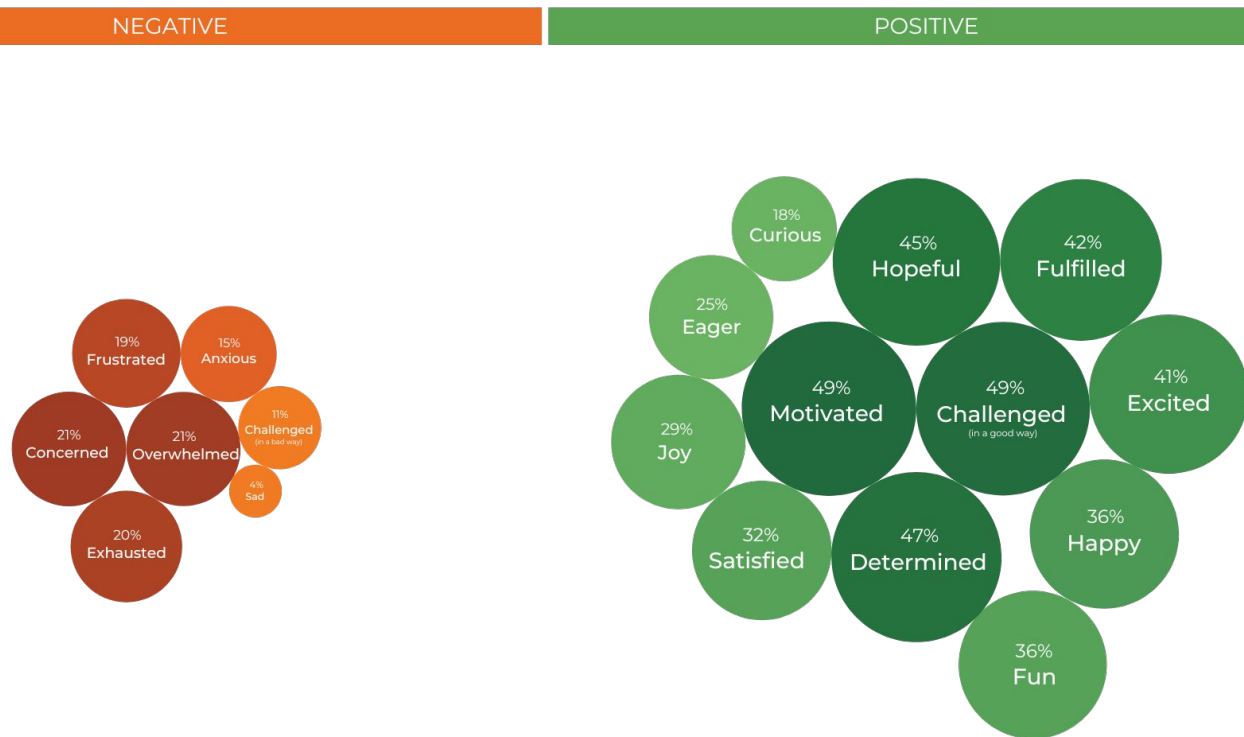 NEGATIVE
POSITIVE
19%
Frustrated
15%
Anxious
11%
Challenged
(in a bad way)
21%
Concerned
21%
Overwhelmed
4%
Sad
20%
Exhausted
18%
Curious
45%
Hopeful
42%
Fulfilled
25%
Eager
49%
Motivated
49%
Challenged
(in a good way)
41%
Excited
29%
Joy
32%
Satisfied
47%
Determined
36%
Happy
36%
Fun